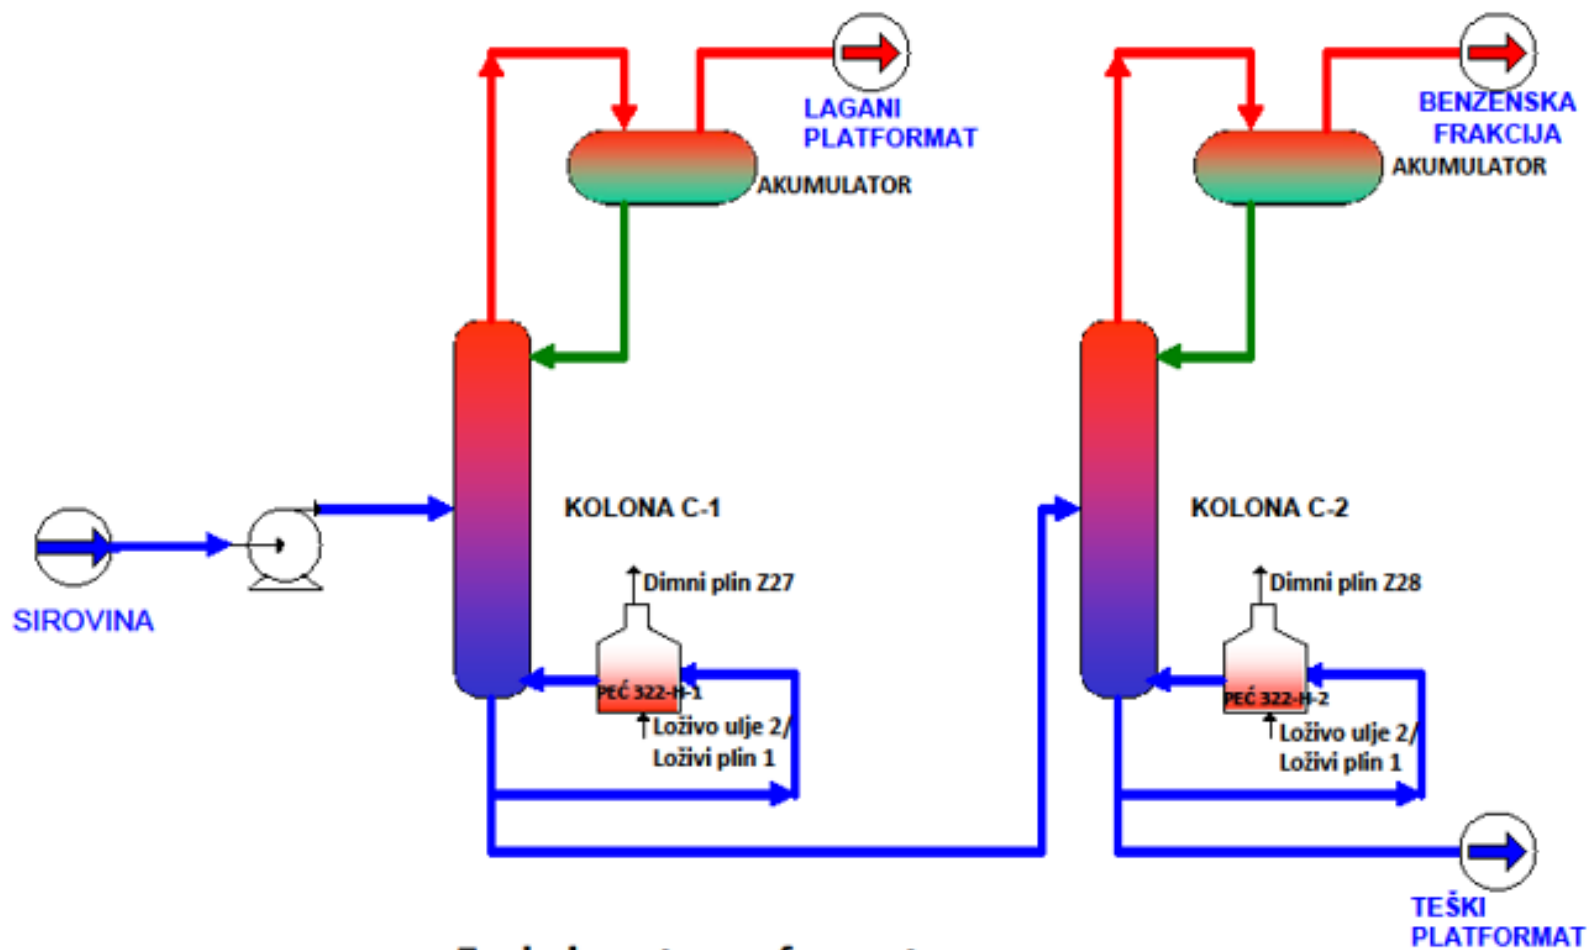 LAGANI
PLATFORMAT
AKUMULATOR
BENZENSKA
FRAKCIJA
AKUMULATOR
SIROVINA
KOLONA C-1
Dimni plin Z27
PEĆ 322-H-1
Loživo ulje 2/
Loživi plin 1
KOLONA C-2
Dimni plin Z28
PEĆ 322-H-2
Loživo ulje 2/
Loživi plin 1
TEŠKI
PLATFORMAT